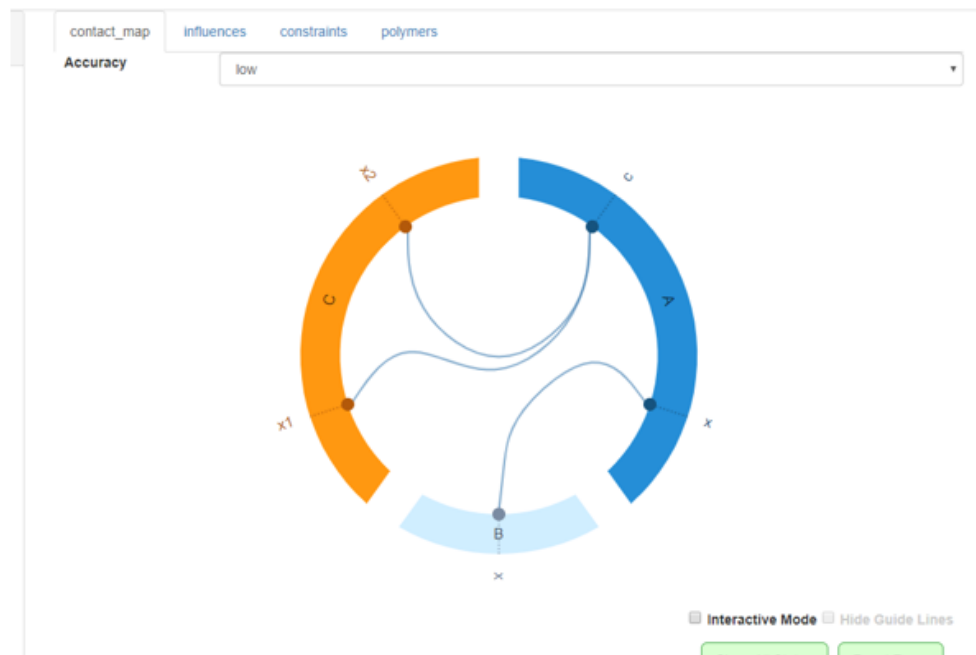 contact_map influences constraints polymers
Accuracy low
x2 c
C A
x1 x
B
x
Interactive Mode Hide Guide Lines